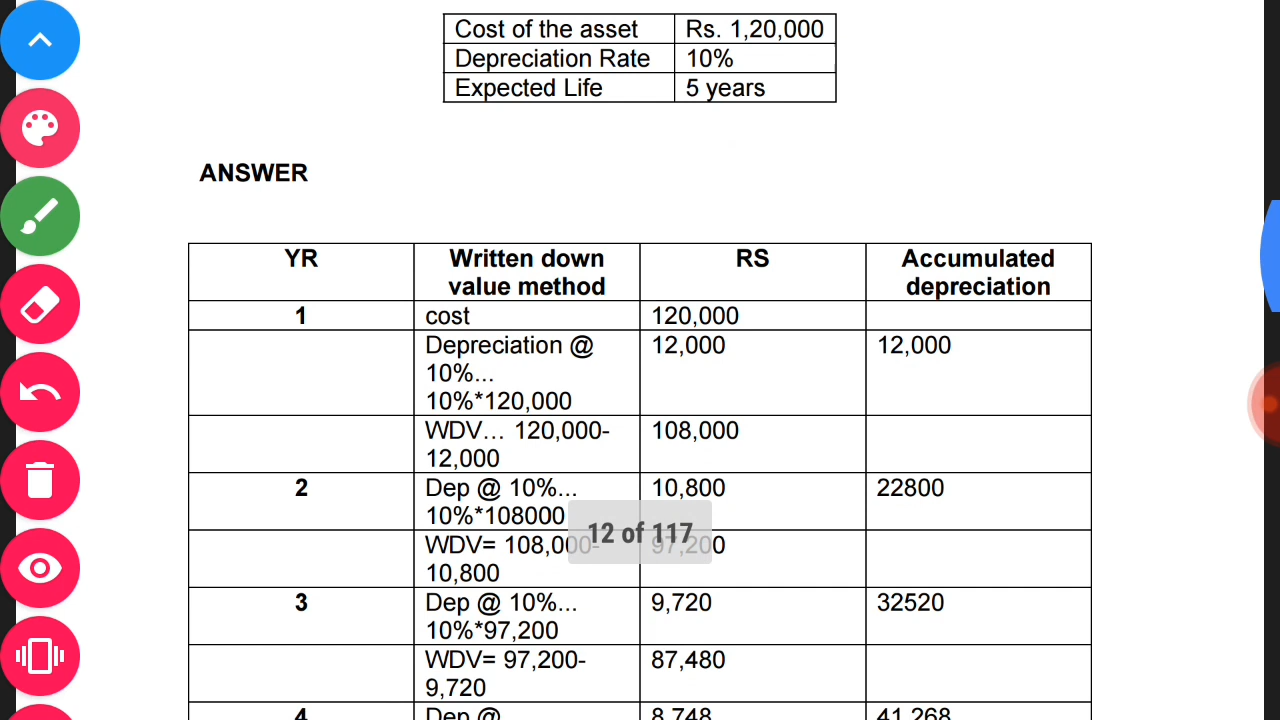 Cost of the asset Rs. 1,20,000
Depreciation Rate 10%
Expected Life 5 years
ANSWER
YR Written down value method RS Accumulated depreciation
1 cost 120,000
Depreciation @ 10%... 10%*120,000 12,000 12,000
WDV... 120,000-12,000 108,000
2 Dep @ 10%... 10%*108000 10,800 22800
12 of 117
WDV= 108,000-10,800 97,200
3 Dep @ 10%... 10%*97,200 9,720 32520
WDV= 97,200-9,720 87,480
4 Dep @ 8,748 41,268